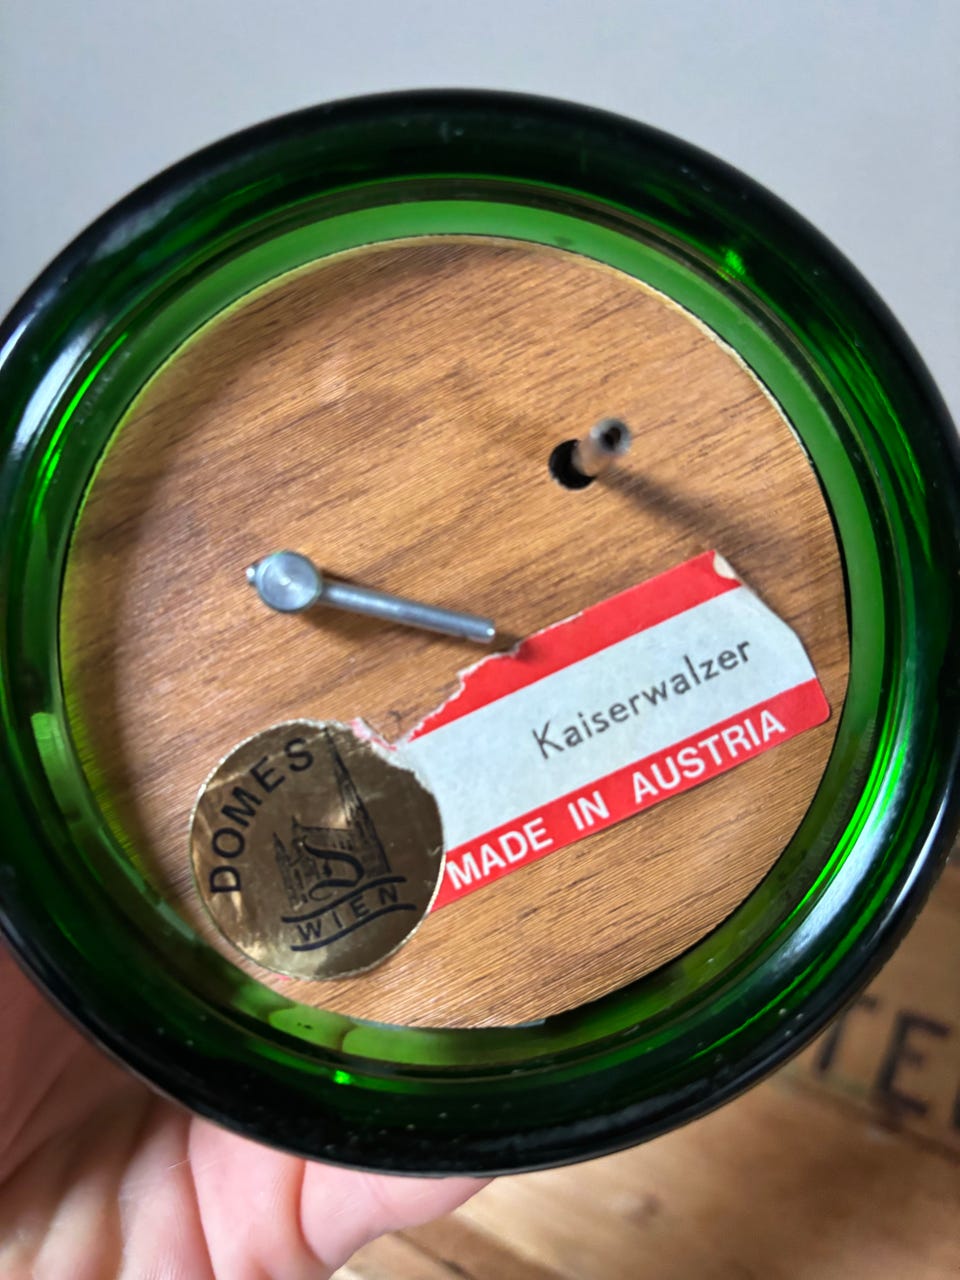 Kaiserwalzer
MADE IN AUSTRIA
DOMES
WIEN